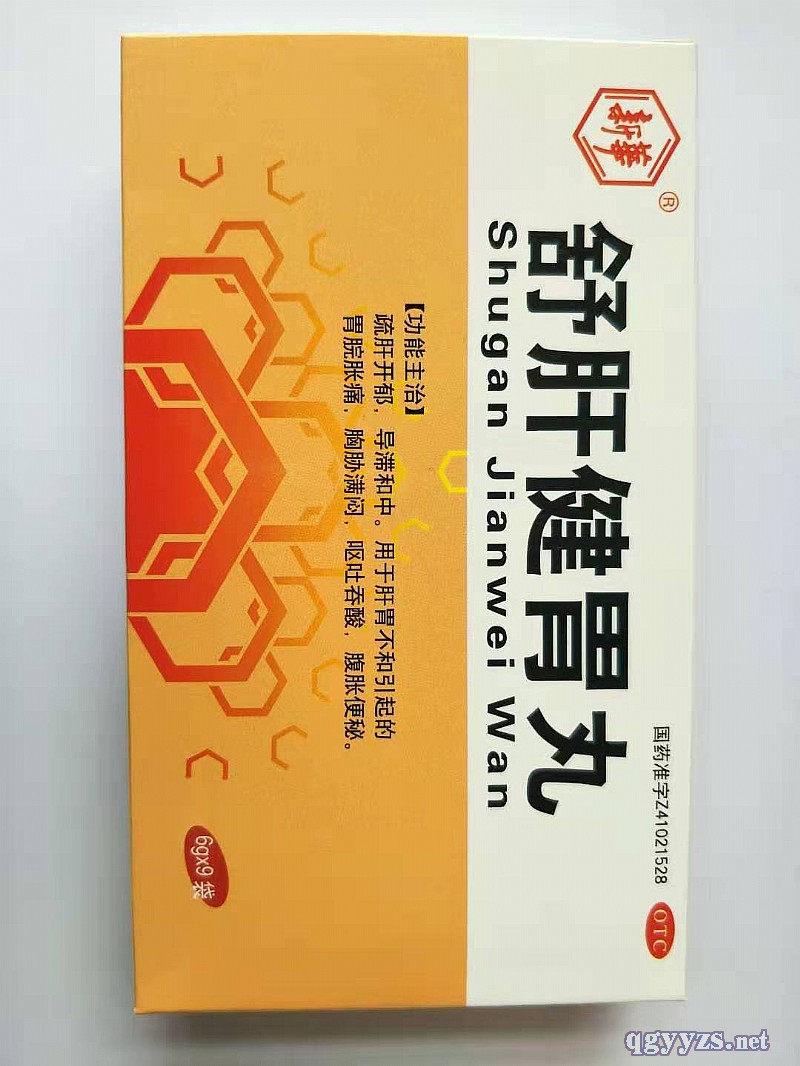 新华
®
舒肝健胃丸
Shugan Jianwei Wan
国药准字Z41021528
OTC
【功能主治】
疏肝开郁，导滞和中。用于肝胃不和引起的
胃脘胀痛，胸胁满闷，呕吐吞酸，腹胀便秘。
6gx9袋
qgyyzs.net